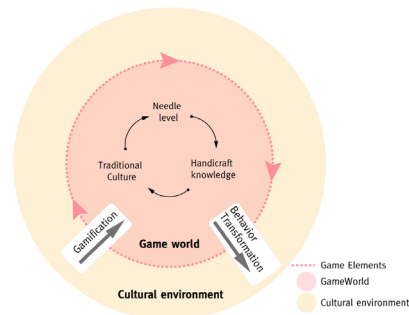 Needle
level
Traditional
Culture
Handicraft
knowledge
Gamification
Behavior
Transformation
Game world
Cultural environment
Game Elements
GameWorld
Cultural environment